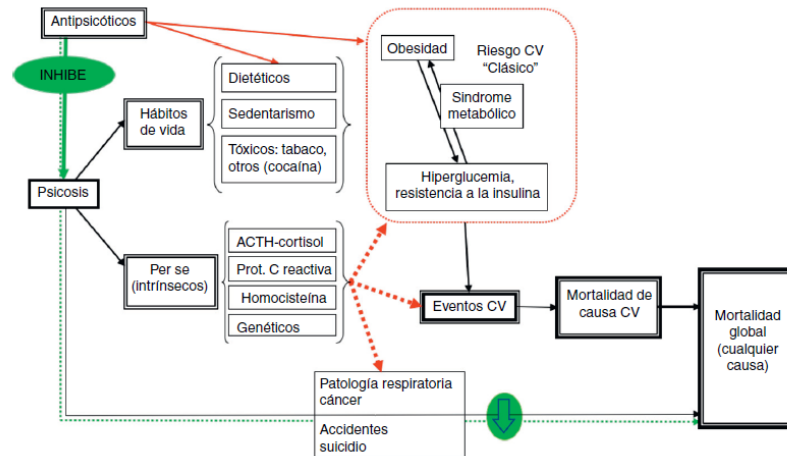 Antipsicóticos
INHIBE
Psicosis
Hábitos
de vida
Dietéticos
Sedentarismo
Tóxicos: tabaco,
otros (cocaína)
Obesidad
Riesgo CV
“Clásico”
Sindrome
metabólico
Hiperglucemia,
resistencia a la insulina
Per se
(intrínsecos)
ACTH-cortisol
Prot. C reactiva
Homocisteína
Genéticos
Eventos CV
Mortalidad de
causa CV
Mortalidad
global
(cualquier
causa)
Patología respiratoria
cáncer
Accidentes
suicidio